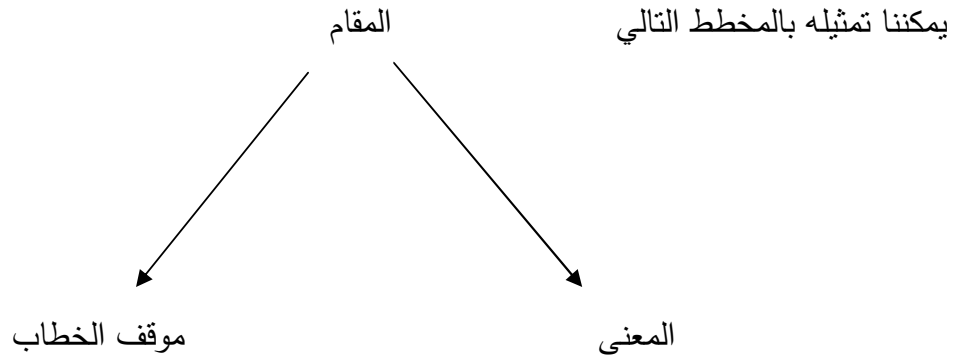 يمكننا تمثيله بالمخطط التالي
المقام
المعنى
موقف الخطاب